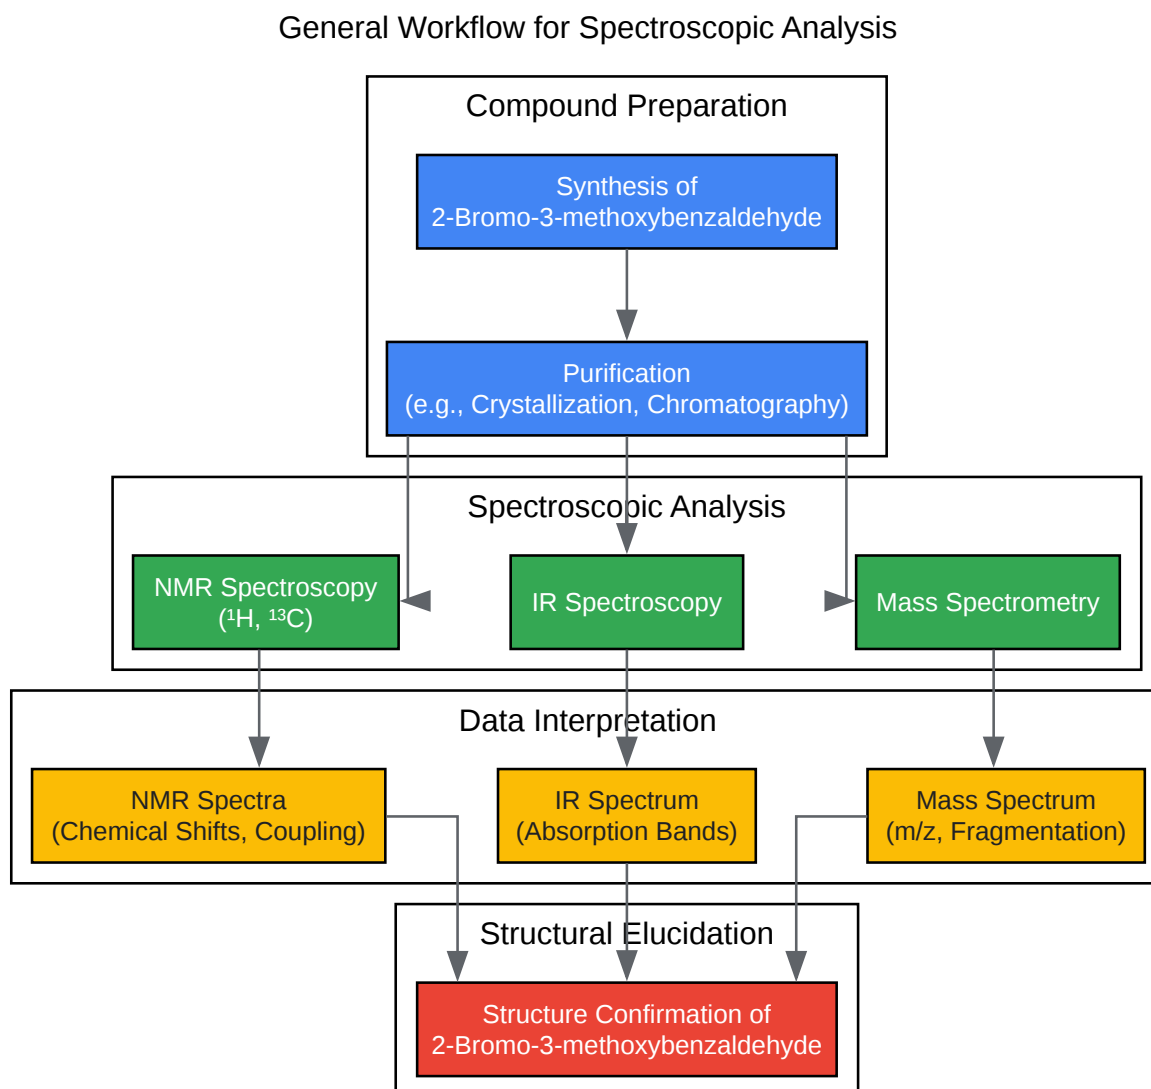 General Workflow for Spectroscopic Analysis
Compound Preparation
Synthesis of
2-Bromo-3-methoxybenzaldehyde
Purification
(e.g., Crystallization, Chromatography)
Spectroscopic Analysis
NMR Spectroscopy
(¹H, ¹³C)
IR Spectroscopy
Mass Spectrometry
Data Interpretation
NMR Spectra
(Chemical Shifts, Coupling)
IR Spectrum
(Absorption Bands)
Mass Spectrum
(m/z, Fragmentation)
Structural Elucidation
Structure Confirmation of
2-Bromo-3-methoxybenzaldehyde